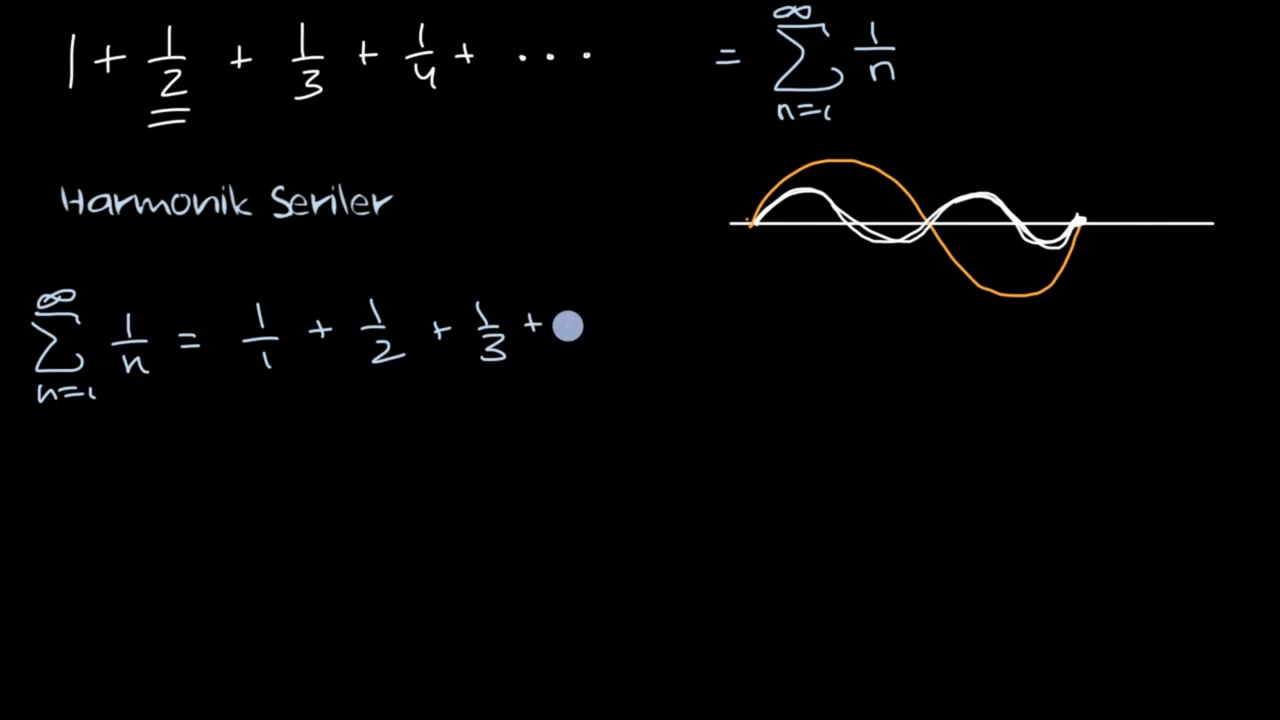 1 + 1/2 + 1/3 + 1/4 + ... = ∞ Σ n=1 1/n
Harmonik Seriler
∞ Σ n=1 1/n = 1/1 + 1/2 + 1/3 +